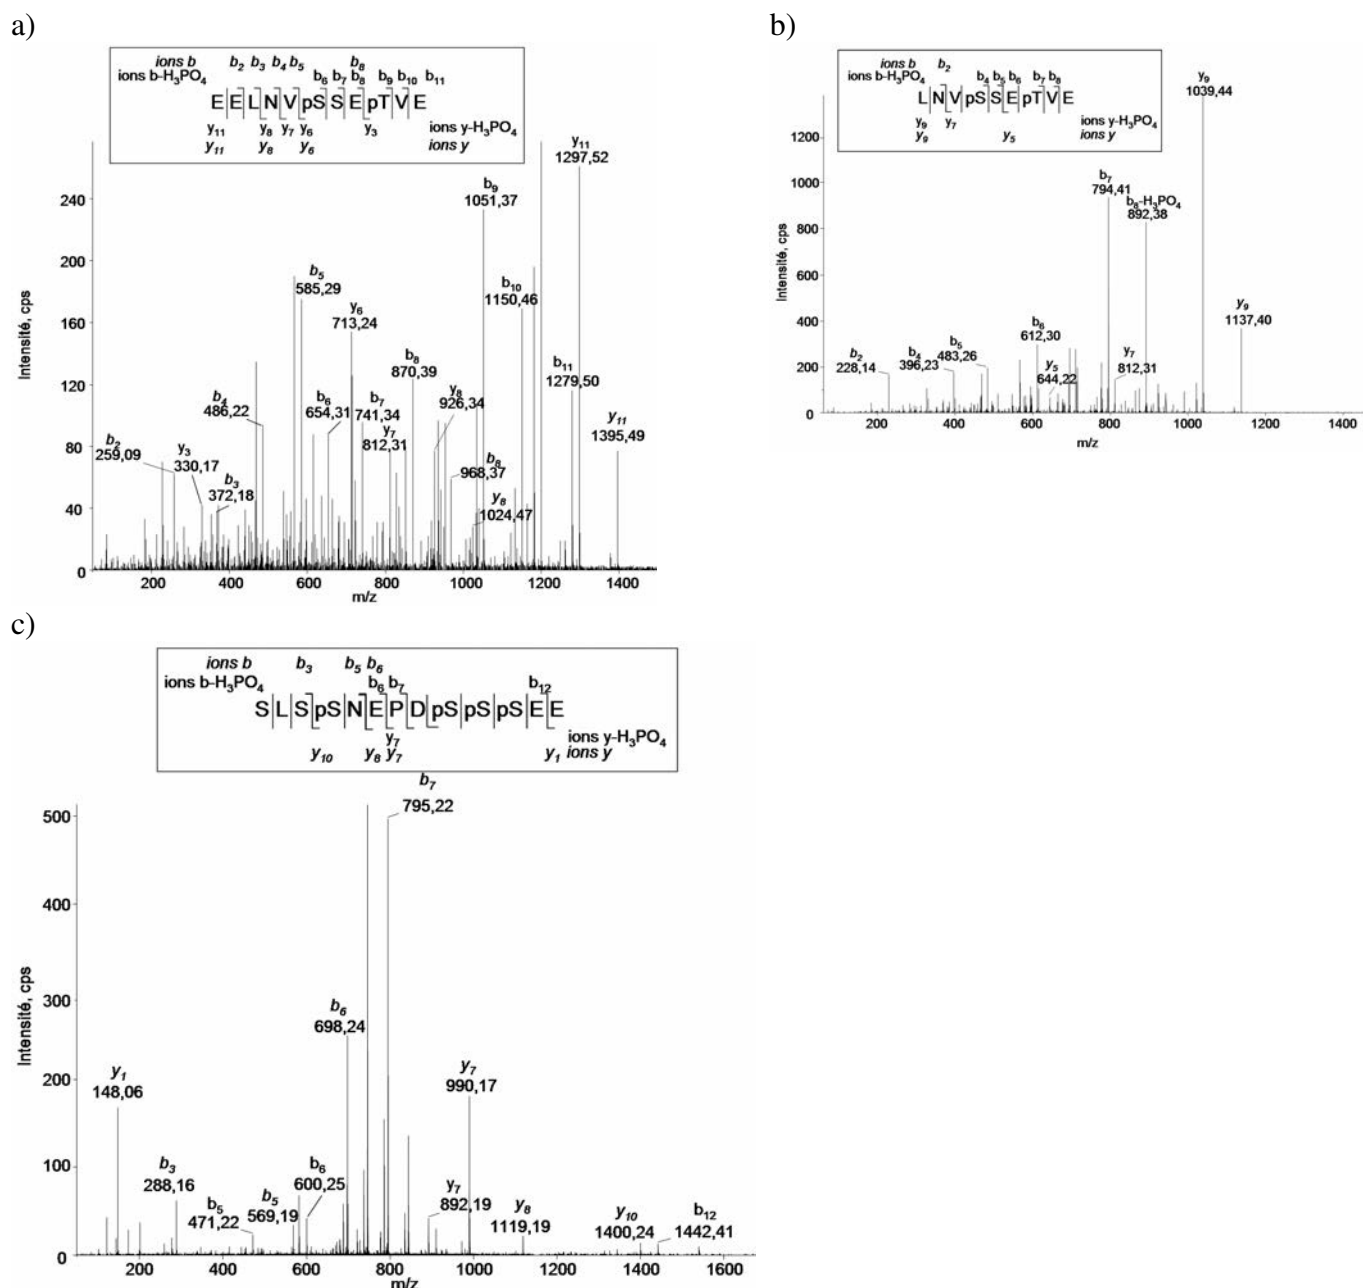 a)
ions b b2 b3 b4 b5 b8
ions b-H3PO4 b6 b7 b8 b9 b10 b11
E E L N V pS S E pT V E
y11 y8 y7 y6 y3 ions y-H3PO4
y11 y8 y6 ions y
Intensité, cps
240
200
160
120
80
40
0
200 400 600 800 1000 1200 1400
m/z
b2
259,09
y3
330,17
b3
372,18
b4
486,22
b5
585,29
b6
654,31
y6
713,24
b7
741,34
y7
812,31
b8
870,39
y8
926,34
b8
968,37
y8
1024,47
b9
1051,37
b10
1150,46
b11
1279,50
y11
1297,52
y11
1395,49
b)
ions b b2
ions b-H3PO4 b4 b5 b6 b7 b8
L N V pS S E pT V E
y9 y7 ions y-H3PO4
y9 y5 ions y
Intensité, cps
1200
1000
800
600
400
200
0
200 400 600 800 1000 1200 1400
m/z
b2
228,14
b4
396,23
b5
483,26
b6
612,30
y5
644,22
b7
794,41
y7
812,31
b8-H3PO4
892,38
y9
1039,44
y9
1137,40
c)
ions b b3 b5 b6
ions b-H3PO4 b6 b7 b12
S L S pS N E P D pS pS pS E E
y7 ions y-H3PO4
y10 y8 y7 y1 ions y
Intensité, cps
500
400
300
200
100
0
200 400 600 800 1000 1200 1400 1600
m/z
y1
148,06
b3
288,16
b5
471,22
b5
569,19
b6
600,25
b6
698,24
b7
795,22
y7
892,19
y7
990,17
y8
1119,19
y10
1400,24
b12
1442,41